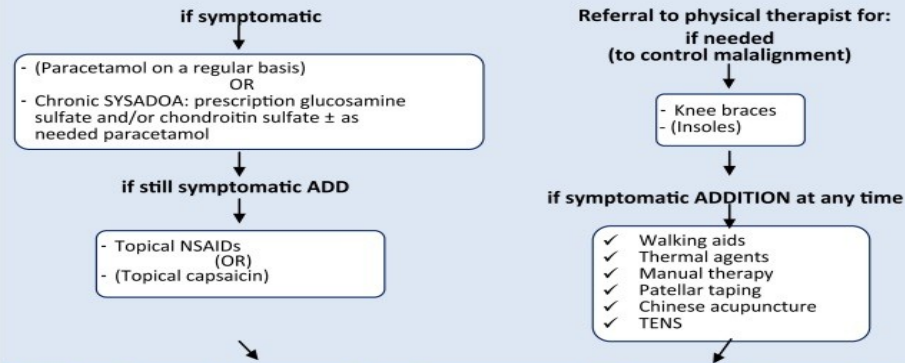 if symptomatic
- (Paracetamol on a regular basis)
OR
- Chronic SYSADOA: prescription glucosamine
sulfate and/or chondroitin sulfate ± as
needed paracetamol
if still symptomatic ADD
- Topical NSAIDs
(OR)
- (Topical capsaicin)
Referral to physical therapist for:
if needed
(to control malalignment)
- Knee braces
- (Insoles)
if symptomatic ADDITION at any time
✓ Walking aids
✓ Thermal agents
✓ Manual therapy
✓ Patellar taping
✓ Chinese acupuncture
✓ TENS